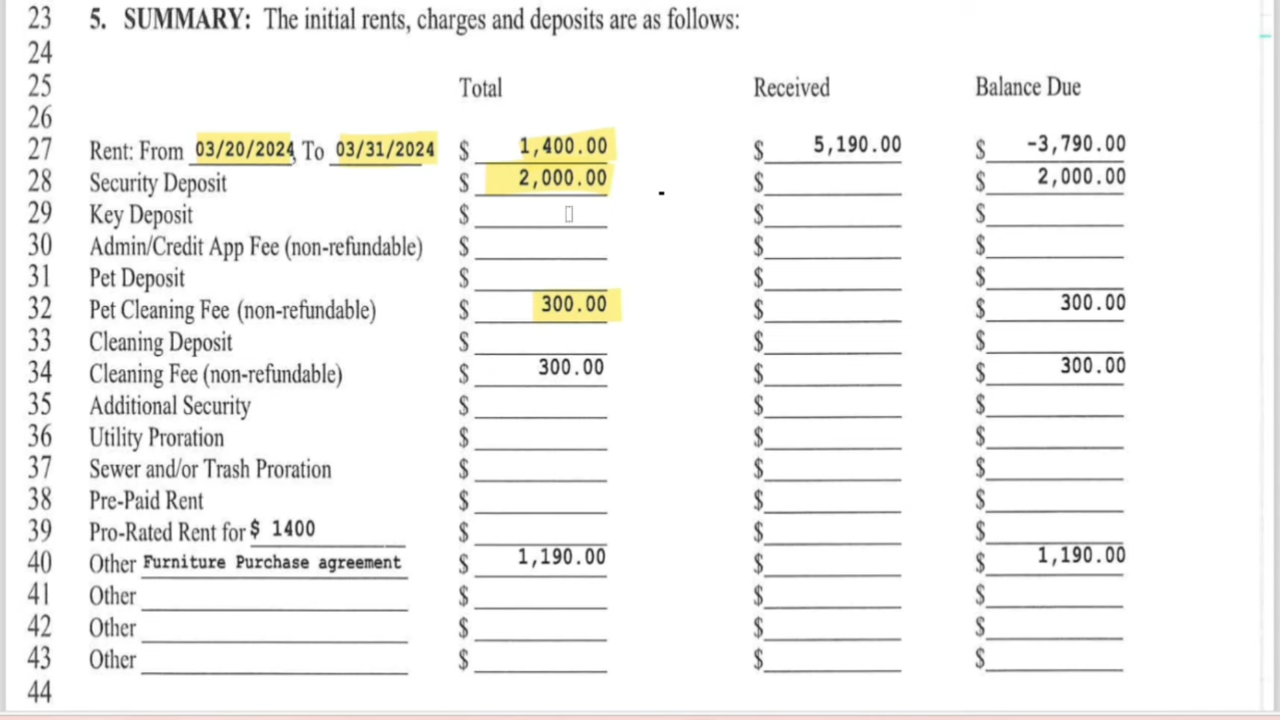 23 5. SUMMARY: The initial rents, charges and deposits are as follows:
24
25 Total Received Balance Due
26
27 Rent: From 03/20/2024, To 03/31/2024 $ 1,400.00 $ 5,190.00 $ -3,790.00
28 Security Deposit $ 2,000.00 $ $ 2,000.00
29 Key Deposit $ $ $
30 Admin/Credit App Fee (non-refundable) $ $ $
31 Pet Deposit $ $ $
32 Pet Cleaning Fee (non-refundable) $ 300.00 $ $ 300.00
33 Cleaning Deposit $ $ $
34 Cleaning Fee (non-refundable) $ 300.00 $ $ 300.00
35 Additional Security $ $ $
36 Utility Proration $ $ $
37 Sewer and/or Trash Proration $ $ $
38 Pre-Paid Rent $ $ $
39 Pro-Rated Rent for $ 1400 $ $ $
40 Other Furniture Purchase agreement $ 1,190.00 $ $ 1,190.00
41 Other $ $ $
42 Other $ $ $
43 Other $ $ $
44